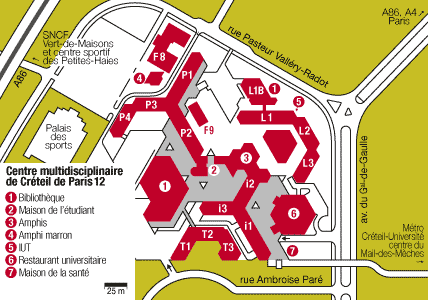 A86, A4
Paris
SNCF
Vert-de-Maisons
et centre sportif
des Petites-Haies
rue Pasteur Valléry-Radot
A86
F8
4
P1
P3
P4
P2
F9
L1B
1
5
L1
L2
L3
Palais
des
sports
av. du Gal-de-Gaulle
Centre multidisciplinaire
de Créteil de Paris 12
1 Bibliothèque
2 Maison de l'étudiant
3 Amphis
4 Amphi marron
5 IUT
6 Restaurant universitaire
7 Maison de la santé
1
2
3
i2
i3
i1
6
T2
T1
T3
7
Métro
Créteil-Université
centre du
Mail-des-Mèches
rue Ambroise Paré
25 m